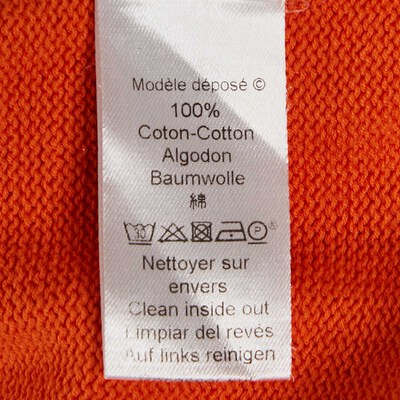 Modèle déposé ©
100%
Coton-Cotton
Algodon
Baumwolle
綿
30 P
Nettoyer sur
envers
Clean inside out
Limpiar del revés
Auf links reinigen